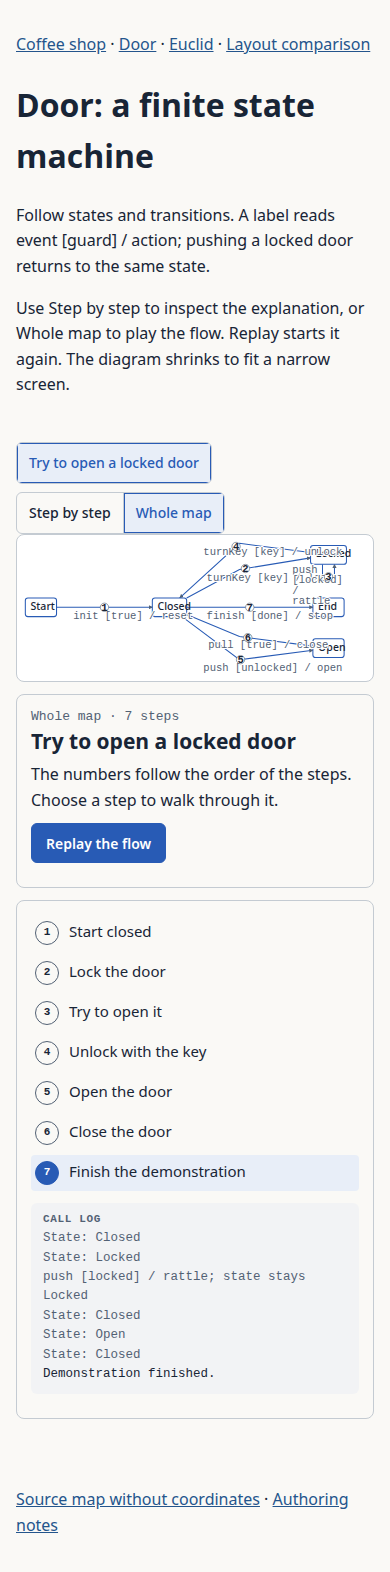 Coffee shop · Door · Euclid · Layout comparison
Door: a finite state
machine
Follow states and transitions. A label reads
event [guard] / action; pushing a locked door
returns to the same state.
Use Step by step to inspect the explanation, or
Whole map to play the flow. Replay starts it
again. The diagram shrinks to fit a narrow
screen.
Try to open a locked door
Step by step Whole map
4
turnKey [key] / unlock
2
push
turnKey [key]
[locked]
3
/
rattle
Start 1 Closed 7 End
init [true] / reset finish [done] / stop
6
pull [true] / close
Open
5
push [unlocked] / open
Whole map · 7 steps
Try to open a locked door
The numbers follow the order of the steps.
Choose a step to walk through it.
Replay the flow
1 Start closed
2 Lock the door
3 Try to open it
4 Unlock with the key
5 Open the door
6 Close the door
7 Finish the demonstration
CALL LOG
State: Closed
State: Locked
push [locked] / rattle; state stays
Locked
State: Closed
State: Open
State: Closed
Demonstration finished.
Source map without coordinates · Authoring
notes